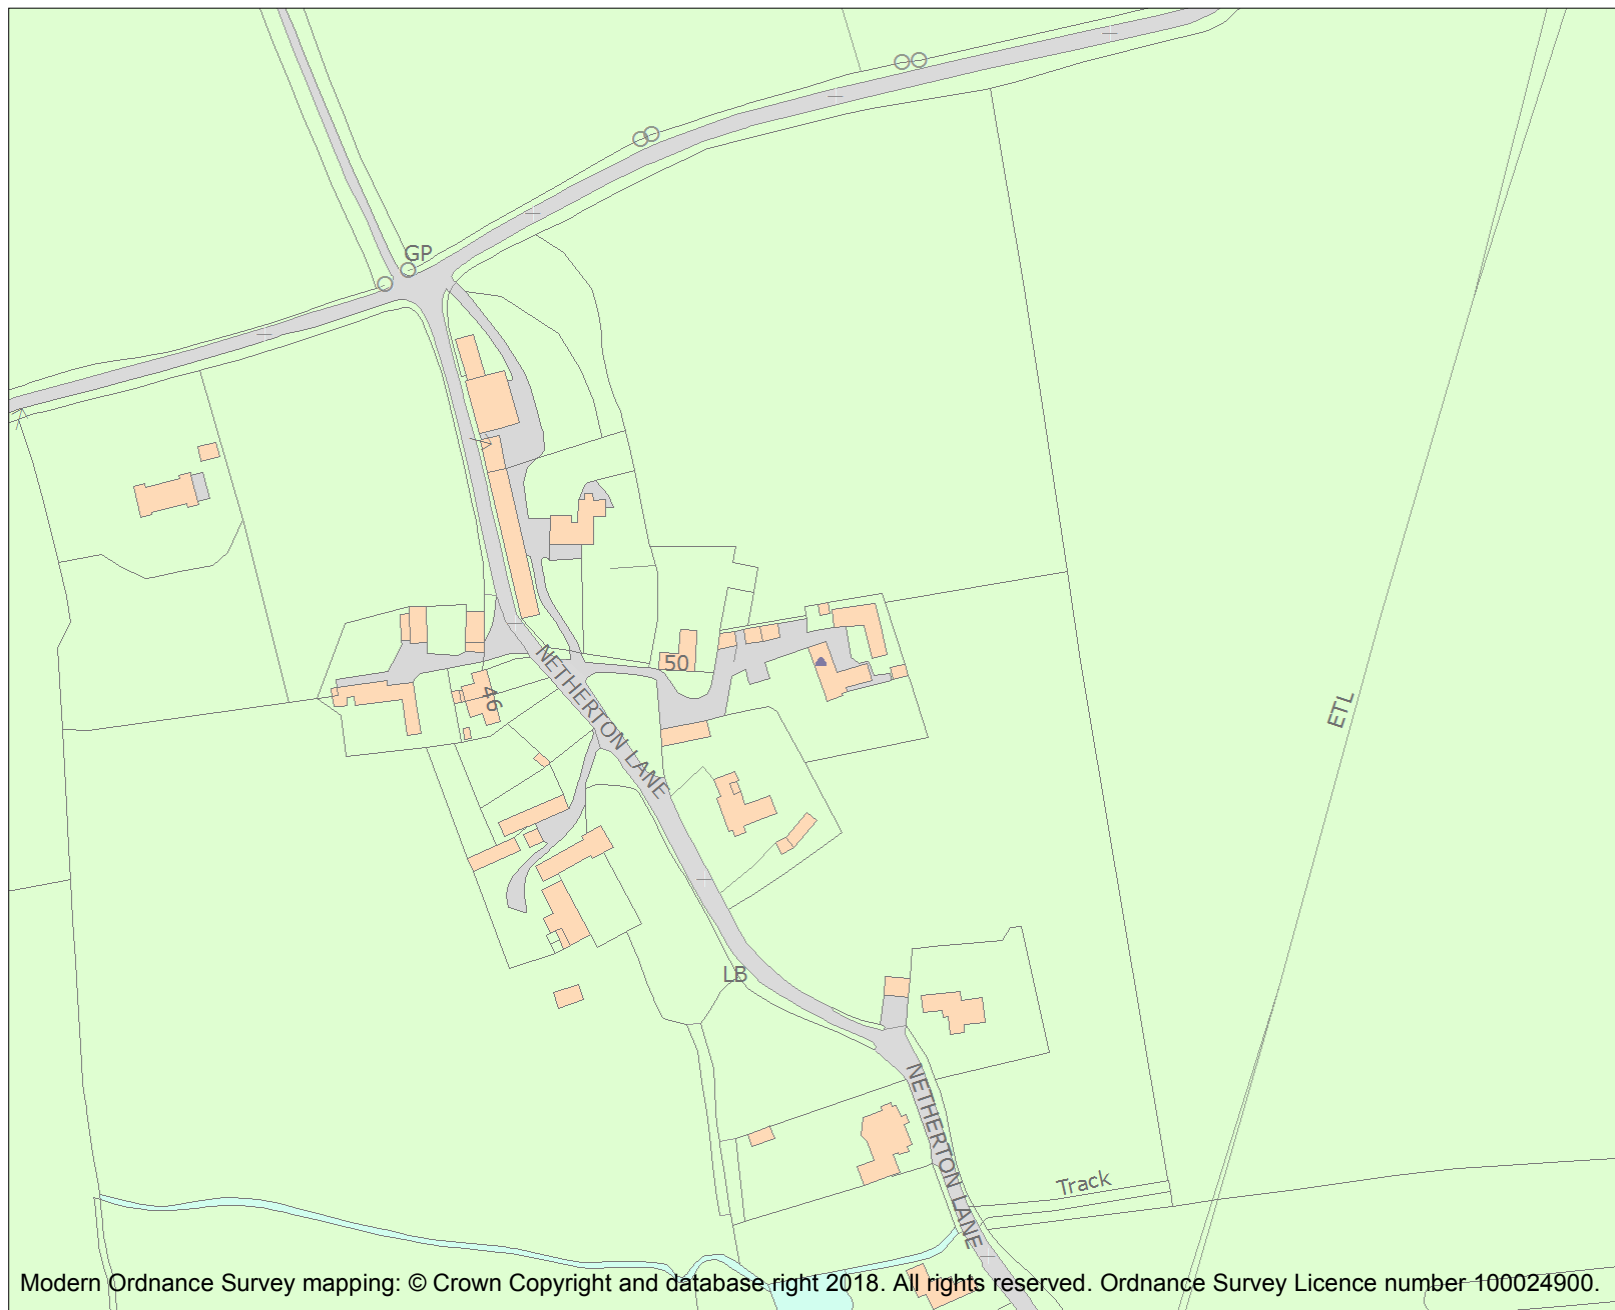 GP
NETHERTON LANE
50
46
ETL
LB
NETHERTON LANE
Track
Modern Ordnance Survey mapping: © Crown Copyright and database right 2018. All rights reserved. Ordnance Survey Licence number 100024900.